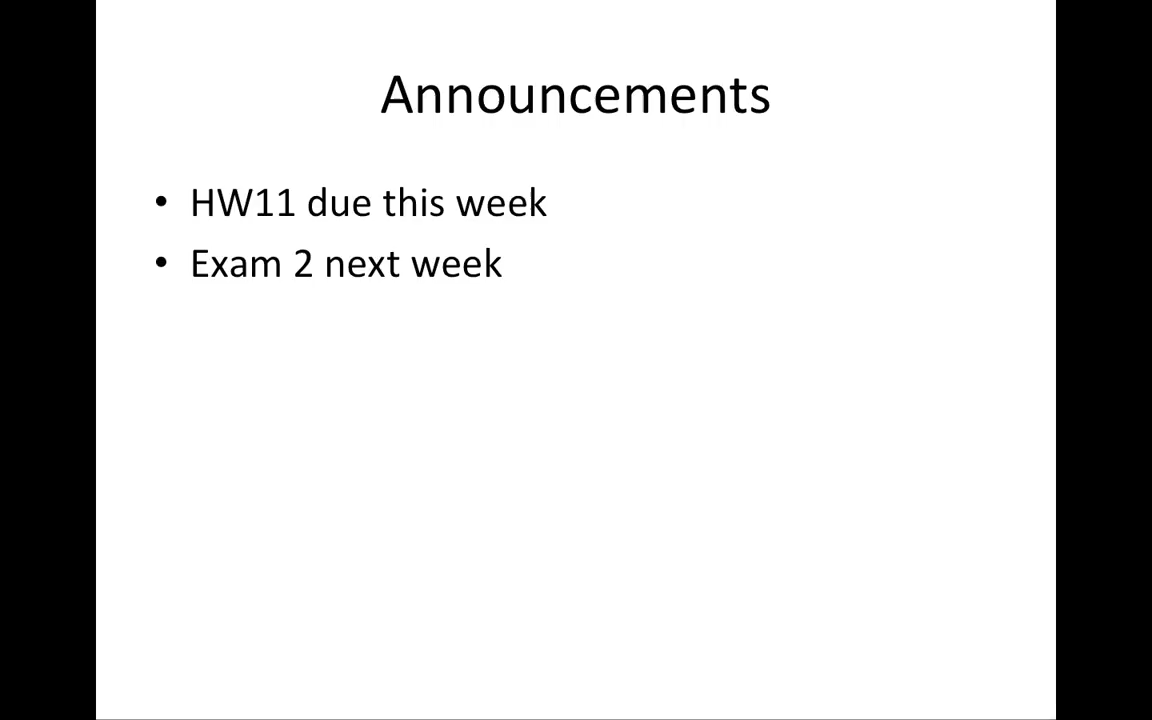 Announcements
• HW11 due this week
• Exam 2 next week